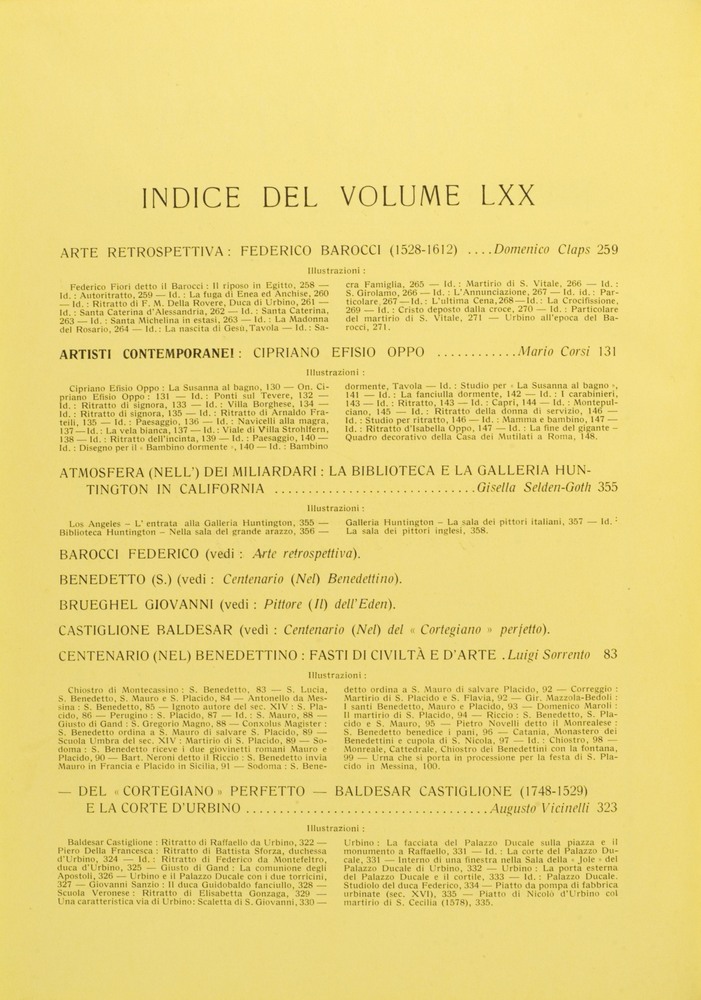 INDICE DEL VOLUME LXX
ARTE RETROSPETTIVA: FEDERICO BAROCCI (1528-1612) ....Domenico Claps 259
Illustrazioni:
Federico Fiori detto il Barocci: Il riposo in Egitto, 258 —
Id.: Autoritratto, 259 — Id.: La fuga di Enea ed Anchise, 260
— Id.: Ritratto di F. M. Della Rovere, Duca di Urbino, 261 —
Id.: Santa Caterina d'Alessandria, 262 — Id.: Santa Caterina,
263 — Id.: Santa Michelina in estasi, 263 — Id.: La Madonna
del Rosario, 264 — Id.: La nascita di Gesù, Tavola — Id.: Sa-
cra Famiglia, 265 — Id.: Martirio di S. Vitale, 266 — Id.:
S. Girolamo, 266 — Id.: L'Annunciazione, 267 — Id. id.: Par-
ticolare, 267 — Id.: L'ultima Cena, 268 — Id.: La Crocifissione,
269 — Id.: Cristo deposto dalla croce, 270 — Id.: Particolare
del martirio di S. Vitale, 271 — Urbino all'epoca del Ba-
rocci, 271.
ARTISTI CONTEMPORANEI: CIPRIANO EFISIO OPPO ............Mario Corsi 131
Illustrazioni:
Cipriano Efisio Oppo: La Susanna al bagno, 130 — On. Ci-
priano Efisio Oppo: 131 — Id.: Ponti sul Tevere, 132 —
Id.: Ritratto di signora, 133 — Id.: Villa Borghese, 134 —
Id.: Ritratto di signora, 135 — Id.: Ritratto di Arnaldo Fra-
teili, 135 — Id.: Paesaggio, 136 — Id.: Navicelli alla magra,
137 — Id.: La vela bianca, 137 — Id.: Viale di Villa Strohlfern,
138 — Id.: Ritratto dell'incinta, 139 — Id.: Paesaggio, 140 —
Id.: Disegno per il « Bambino dormente », 140 — Id.: Bambino
dormente, Tavola — Id.: Studio per « La Susanna al bagno »,
141 — Id.: La fanciulla dormente, 142 — Id.: I carabinieri,
143 — Id.: Ritratto, 143 — Id.: Capri, 144 — Id.: Montepul-
ciano, 145 — Id.: Ritratto della donna di servizio, 146 —
Id.: Studio per ritratto, 146 — Id.: Mamma e bambino, 147 —
Id.: Ritratto d'Isabella Oppo, 147 — Id.: La fine del gigante —
Quadro decorativo della Casa dei Mutilati a Roma, 148.
ATMOSFERA (NELL') DEI MILIARDARI: LA BIBLIOTECA E LA GALLERIA HUN-
TINGTON IN CALIFORNIA .............................Gisella Selden-Goth 355
Illustrazioni:
Los Angeles – L'entrata alla Galleria Huntington, 355 —
Biblioteca Huntington – Nella sala del grande arazzo, 356 —
Galleria Huntington – La sala dei pittori italiani, 357 — Id.:
La sala dei pittori inglesi, 358.
BAROCCI FEDERICO (vedi: Arte retrospettiva).
BENEDETTO (S.) (vedi: Centenario (Nel) Benedettino).
BRUEGHEL GIOVANNI (vedi: Pittore (Il) dell'Eden).
CASTIGLIONE BALDESAR (vedi: Centenario (Nel) del « Cortegiano » perfetto).
CENTENARIO (NEL) BENEDETTINO: FASTI DI CIVILTÀ E D'ARTE .Luigi Sorrento 83
Illustrazioni:
Chiostro di Montecassino: S. Benedetto, 83 — S. Lucia,
S. Benedetto, S. Mauro e S. Placido, 84 — Antonello da Mes-
sina: S. Benedetto, 85 — Ignoto autore del sec. XIV: S. Pla-
cido, 86 — Perugino: S. Placido, 87 — Id.: S. Mauro, 88 —
Giusto di Gand: S. Gregorio Magno, 88 — Conxolus Magister:
S. Benedetto ordina a S. Mauro di salvare S. Placido, 89 —
Scuola Umbra del sec. XIV: Martirio di S. Placido, 89 — So-
doma: S. Benedetto riceve i due giovinetti romani Mauro e
Placido, 90 — Bart. Neroni detto il Riccio: S. Benedetto invia
Mauro in Francia e Placido in Sicilia, 91 — Sodoma: S. Bene-
detto ordina a S. Mauro di salvare Placido, 92 — Correggio:
Martirio di S. Placido e S. Flavia, 92 — Gir. Mazzola-Bedoli:
I santi Benedetto, Mauro e Placido, 93 — Domenico Maroli:
Il martirio di S. Placido, 94 — Riccio: S. Benedetto, S. Pla-
cido e S. Mauro, 95 — Pietro Novelli detto il Monrealese:
S. Benedetto benedice i pani, 96 — Catania, Monastero dei
Benedettini e cupola di S. Nicola, 97 — Id.: Chiostro, 98 —
Monreale, Cattedrale, Chiostro dei Benedettini con la fontana,
99 — Urna che si porta in processione per la festa di S. Pla-
cido in Messina, 100.
— DEL « CORTEGIANO » PERFETTO — BALDESAR CASTIGLIONE (1748-1529)
E LA CORTE D'URBINO ...................................Augusto Vicinelli 323
Illustrazioni:
Baldesar Castiglione: Ritratto di Raffaello da Urbino, 322 —
Piero Della Francesca: Ritratto di Battista Sforza, duchessa
d'Urbino, 324 — Id.: Ritratto di Federico da Montefeltro,
duca d'Urbino, 325 — Giusto di Gand: La comunione degli
Apostoli, 326 — Urbino e il Palazzo Ducale con i due torricini,
327 — Giovanni Sanzio: Il duca Guidobaldo fanciullo, 328 —
Scuola Veronese: Ritratto di Elisabetta Gonzaga, 329 —
Una caratteristica via di Urbino: Scaletta di S. Giovanni, 330 —
Urbino: La facciata del Palazzo Ducale sulla piazza e il
monumento a Raffaello, 331 — Id.: La corte del Palazzo Du-
cale, 331 — Interno di una finestra nella Sala della « Jole » del
Palazzo Ducale di Urbino, 332 — Urbino: La porta esterna
del Palazzo Ducale e il cortile, 333 — Id.: Palazzo Ducale.
Studiolo del duca Federico, 334 — Piatto da pompa di fabbrica
urbinate (sec. XVI), 335 — Piatto di Nicolò d'Urbino col
martirio di S. Cecilia (1578), 335.